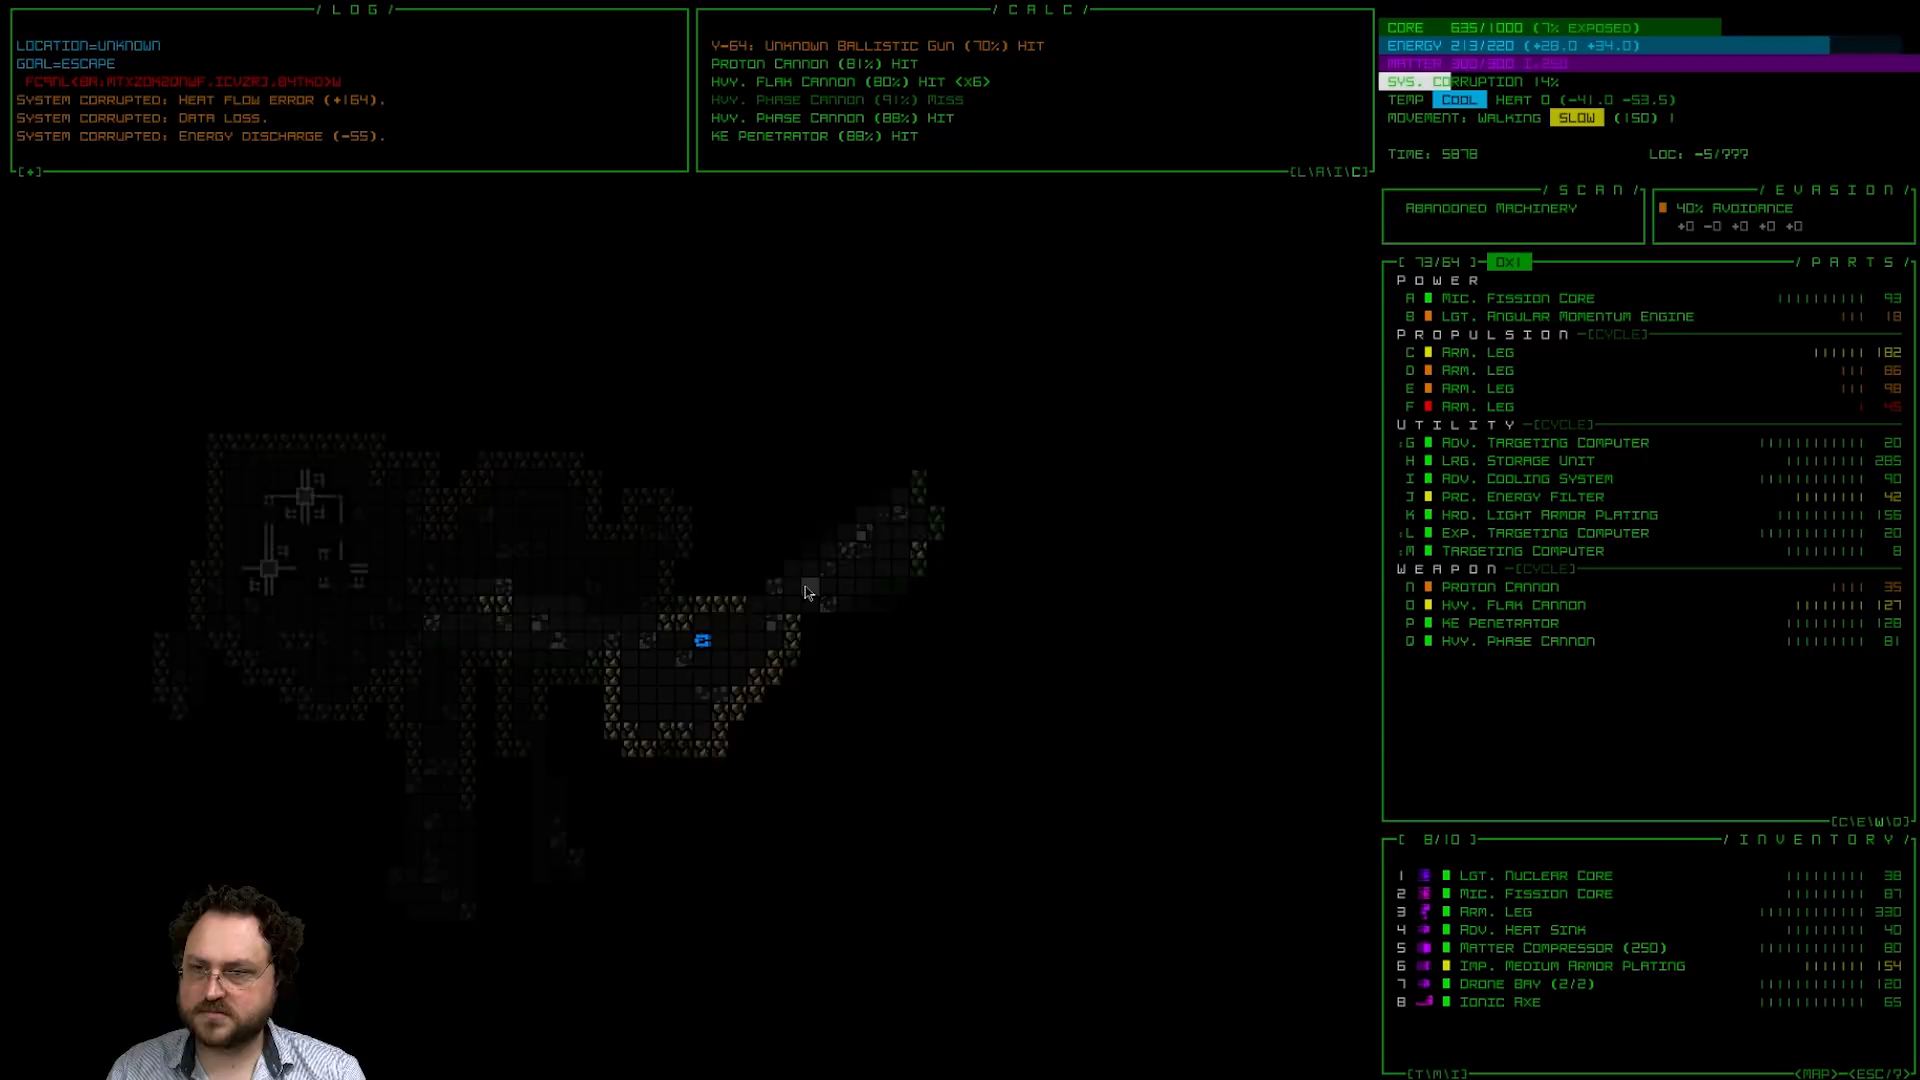 / L O G /
LOCATION=UNKNOWN
GOAL=ESCAPE
SYSTEM CORRUPTED: HEAT FLOW ERROR (+164).
SYSTEM CORRUPTED: DATA LOSS.
SYSTEM CORRUPTED: ENERGY DISCHARGE (-55).
[+]
/ C A L C /
Y-64: UNKNOWN BALLISTIC GUN (70%) HIT
PROTON CANNON (81%) HIT
HVY. FLAK CANNON (80%) HIT <X6>
HVY. PHASE CANNON (91%) MISS
HVY. PHASE CANNON (88%) HIT
KE PENETRATOR (88%) HIT
[L\A\I\C]
CORE 635/1000 (7% EXPOSED)
ENERGY 213/220 (+28.0 +34.0)
MATTER 300/300 1,250
SYS. CORRUPTION 14%
TEMP COOL HEAT 0 (-41.0 -53.5)
MOVEMENT: WALKING SLOW (150) 1
TIME: 5878 LOC: -5/???
/ S C A N /
ABANDONED MACHINERY
/ E V A S I O N /
40% AVOIDANCE
+0 -0 +0 +0 +0
[ 73/64 ] 0X1 / P A R T S /
P O W E R
A MIC. FISSION CORE 93
B LGT. ANGULAR MOMENTUM ENGINE 18
P R O P U L S I O N [CYCLE]
C ARM. LEG 182
D ARM. LEG 86
E ARM. LEG 98
F ARM. LEG 45
U T I L I T Y [CYCLE]
:G ADV. TARGETING COMPUTER 20
H LRG. STORAGE UNIT 285
I ADV. COOLING SYSTEM 90
J PRC. ENERGY FILTER 42
K HRD. LIGHT ARMOR PLATING 156
:L EXP. TARGETING COMPUTER 20
:M TARGETING COMPUTER 8
W E A P O N [CYCLE]
N PROTON CANNON 35
O HVY. FLAK CANNON 127
P KE PENETRATOR 128
Q HVY. PHASE CANNON 81
[C\E\W\Q]
[ 8/10 ] / I N V E N T O R Y /
1 LGT. NUCLEAR CORE 38
2 MIC. FISSION CORE 87
3 ARM. LEG 330
4 ADV. HEAT SINK 40
5 MATTER COMPRESSOR (250) 80
6 IMP. MEDIUM ARMOR PLATING 154
7 DRONE BAY (2/2) 120
8 IONIC AXE 65
[T\M\I] <MAP> <ESC/?>